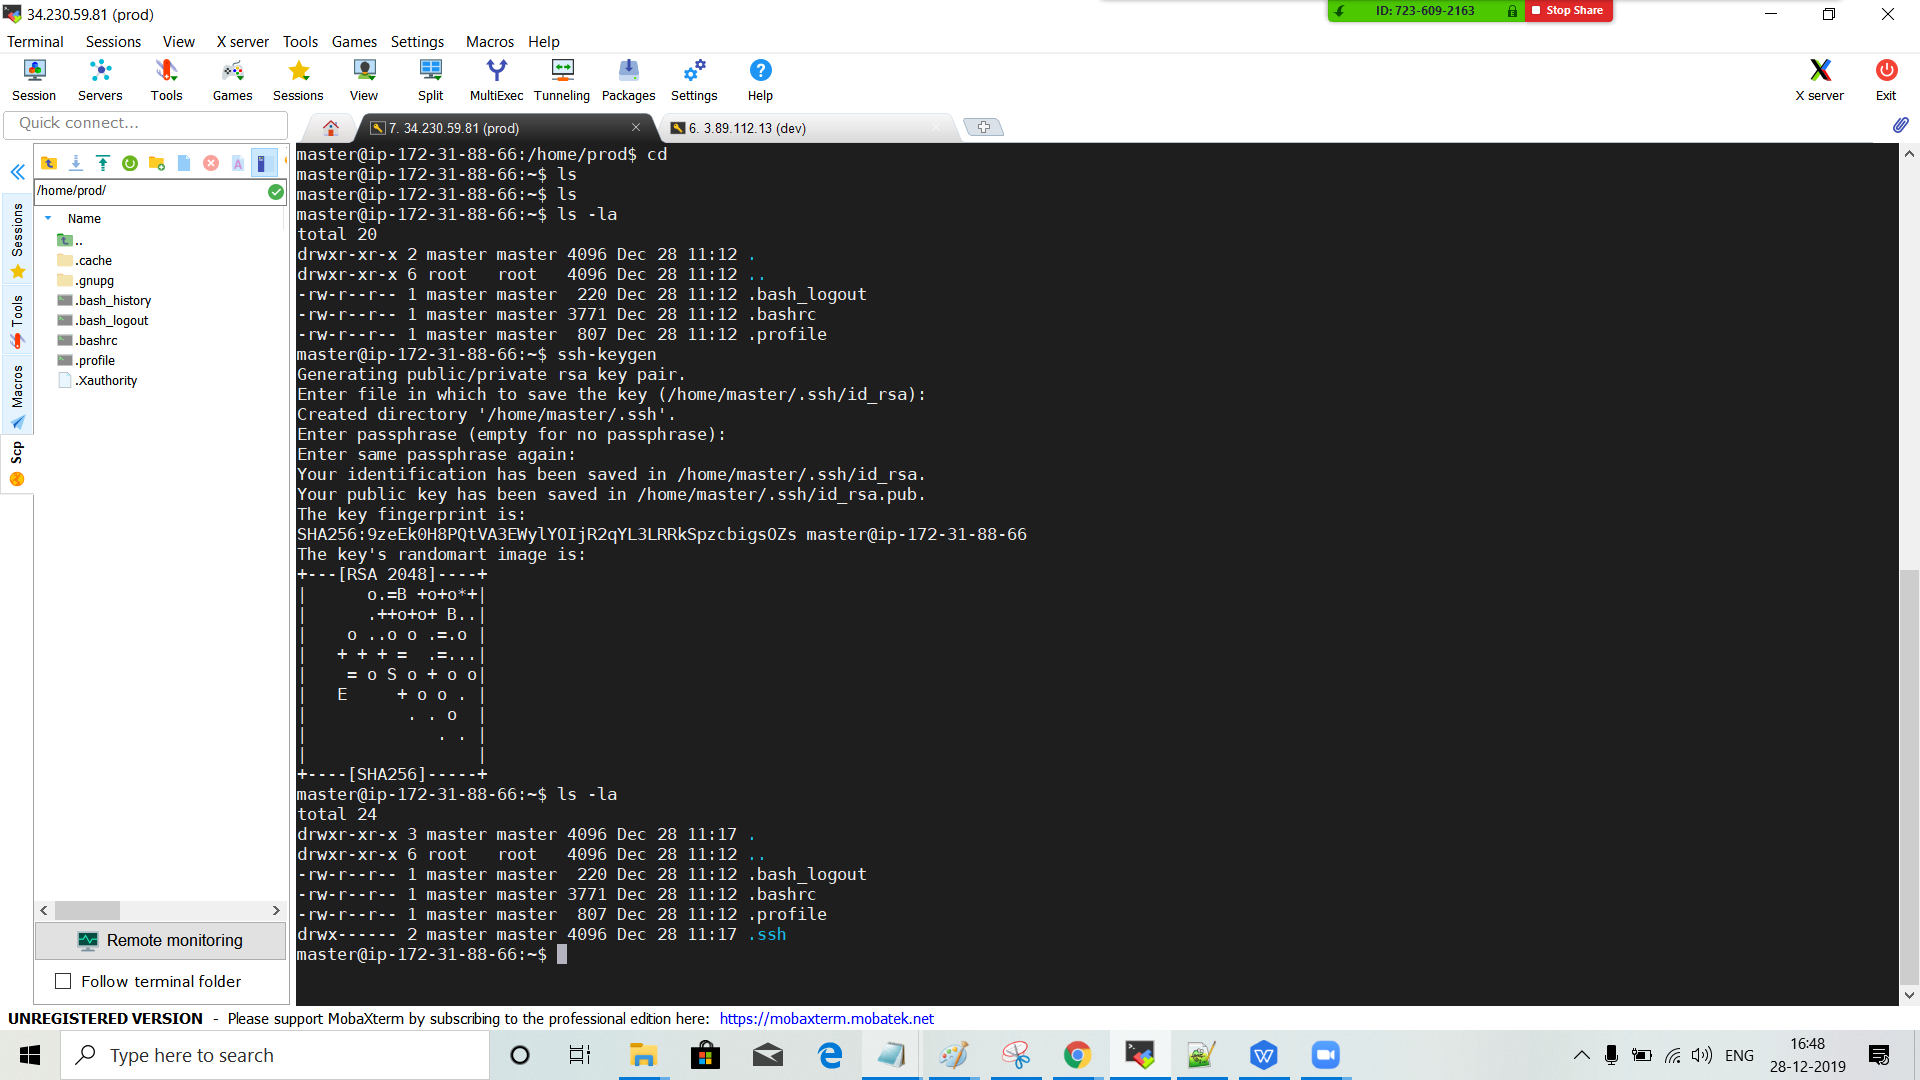 34.230.59.81 (prod)
ID: 723-609-2163
Stop Share
Terminal Sessions View X server Tools Games Settings Macros Help
Session Servers Tools Games Sessions View Split MultiExec Tunneling Packages Settings Help X server Exit
Quick connect...
7. 34.230.59.81 (prod)
6. 3.89.112.13 (dev)
/home/prod/
Name
..
.cache
.gnupg
.bash_history
.bash_logout
.bashrc
.profile
.Xauthority
Sessions
Tools
Macros
Scp
Remote monitoring
Follow terminal folder
master@ip-172-31-88-66:/home/prod$ cd
master@ip-172-31-88-66:~$ ls
master@ip-172-31-88-66:~$ ls
master@ip-172-31-88-66:~$ ls -la
total 20
drwxr-xr-x 2 master master 4096 Dec 28 11:12 .
drwxr-xr-x 6 root   root   4096 Dec 28 11:12 ..
-rw-r--r-- 1 master master  220 Dec 28 11:12 .bash_logout
-rw-r--r-- 1 master master 3771 Dec 28 11:12 .bashrc
-rw-r--r-- 1 master master  807 Dec 28 11:12 .profile
master@ip-172-31-88-66:~$ ssh-keygen
Generating public/private rsa key pair.
Enter file in which to save the key (/home/master/.ssh/id_rsa):
Created directory '/home/master/.ssh'.
Enter passphrase (empty for no passphrase):
Enter same passphrase again:
Your identification has been saved in /home/master/.ssh/id_rsa.
Your public key has been saved in /home/master/.ssh/id_rsa.pub.
The key fingerprint is:
SHA256:9zeEk0H8PQtVA3EWylYOIjR2qYL3LRRkSpzcbigsOZs master@ip-172-31-88-66
The key's randomart image is:
+---[RSA 2048]----+
|      o.=B +o+o*+|
|      .++o+o+ B..|
|    o ..o o .=.o |
|   + + + =  .=...|
|    = o S o + o o|
|   E     + o o . |
|          . . o  |
|             . . |
|                 |
+----[SHA256]-----+
master@ip-172-31-88-66:~$ ls -la
total 24
drwxr-xr-x 3 master master 4096 Dec 28 11:17 .
drwxr-xr-x 6 root   root   4096 Dec 28 11:12 ..
-rw-r--r-- 1 master master  220 Dec 28 11:12 .bash_logout
-rw-r--r-- 1 master master 3771 Dec 28 11:12 .bashrc
-rw-r--r-- 1 master master  807 Dec 28 11:12 .profile
drwx------ 2 master master 4096 Dec 28 11:17 .ssh
master@ip-172-31-88-66:~$
UNREGISTERED VERSION - Please support MobaXterm by subscribing to the professional edition here: https://mobaxterm.mobatek.net
Type here to search
ENG
16:48
28-12-2019